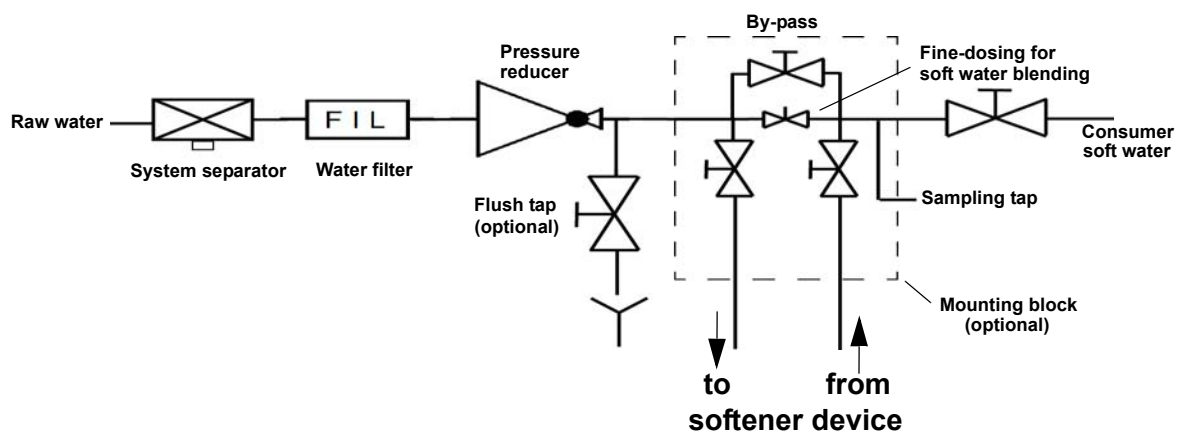 By-pass
Pressure
reducer
Fine-dosing for
soft water blending
Raw water
FIL
Consumer
soft water
System separator
Water filter
Flush tap
(optional)
Sampling tap
Mounting block
(optional)
to from
softener device